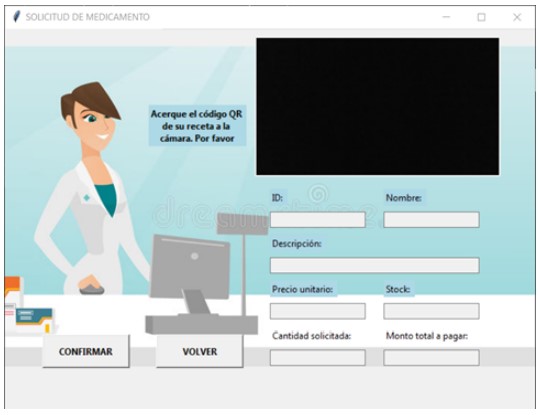 SOLICITUD DE MEDICAMENTO
Acerque el código QR
de su receta a la
cámara. Por favor
ID:
Nombre:
Descripción:
Precio unitario:
Stock:
Cantidad solicitada:
Monto total a pagar:
CONFIRMAR
VOLVER